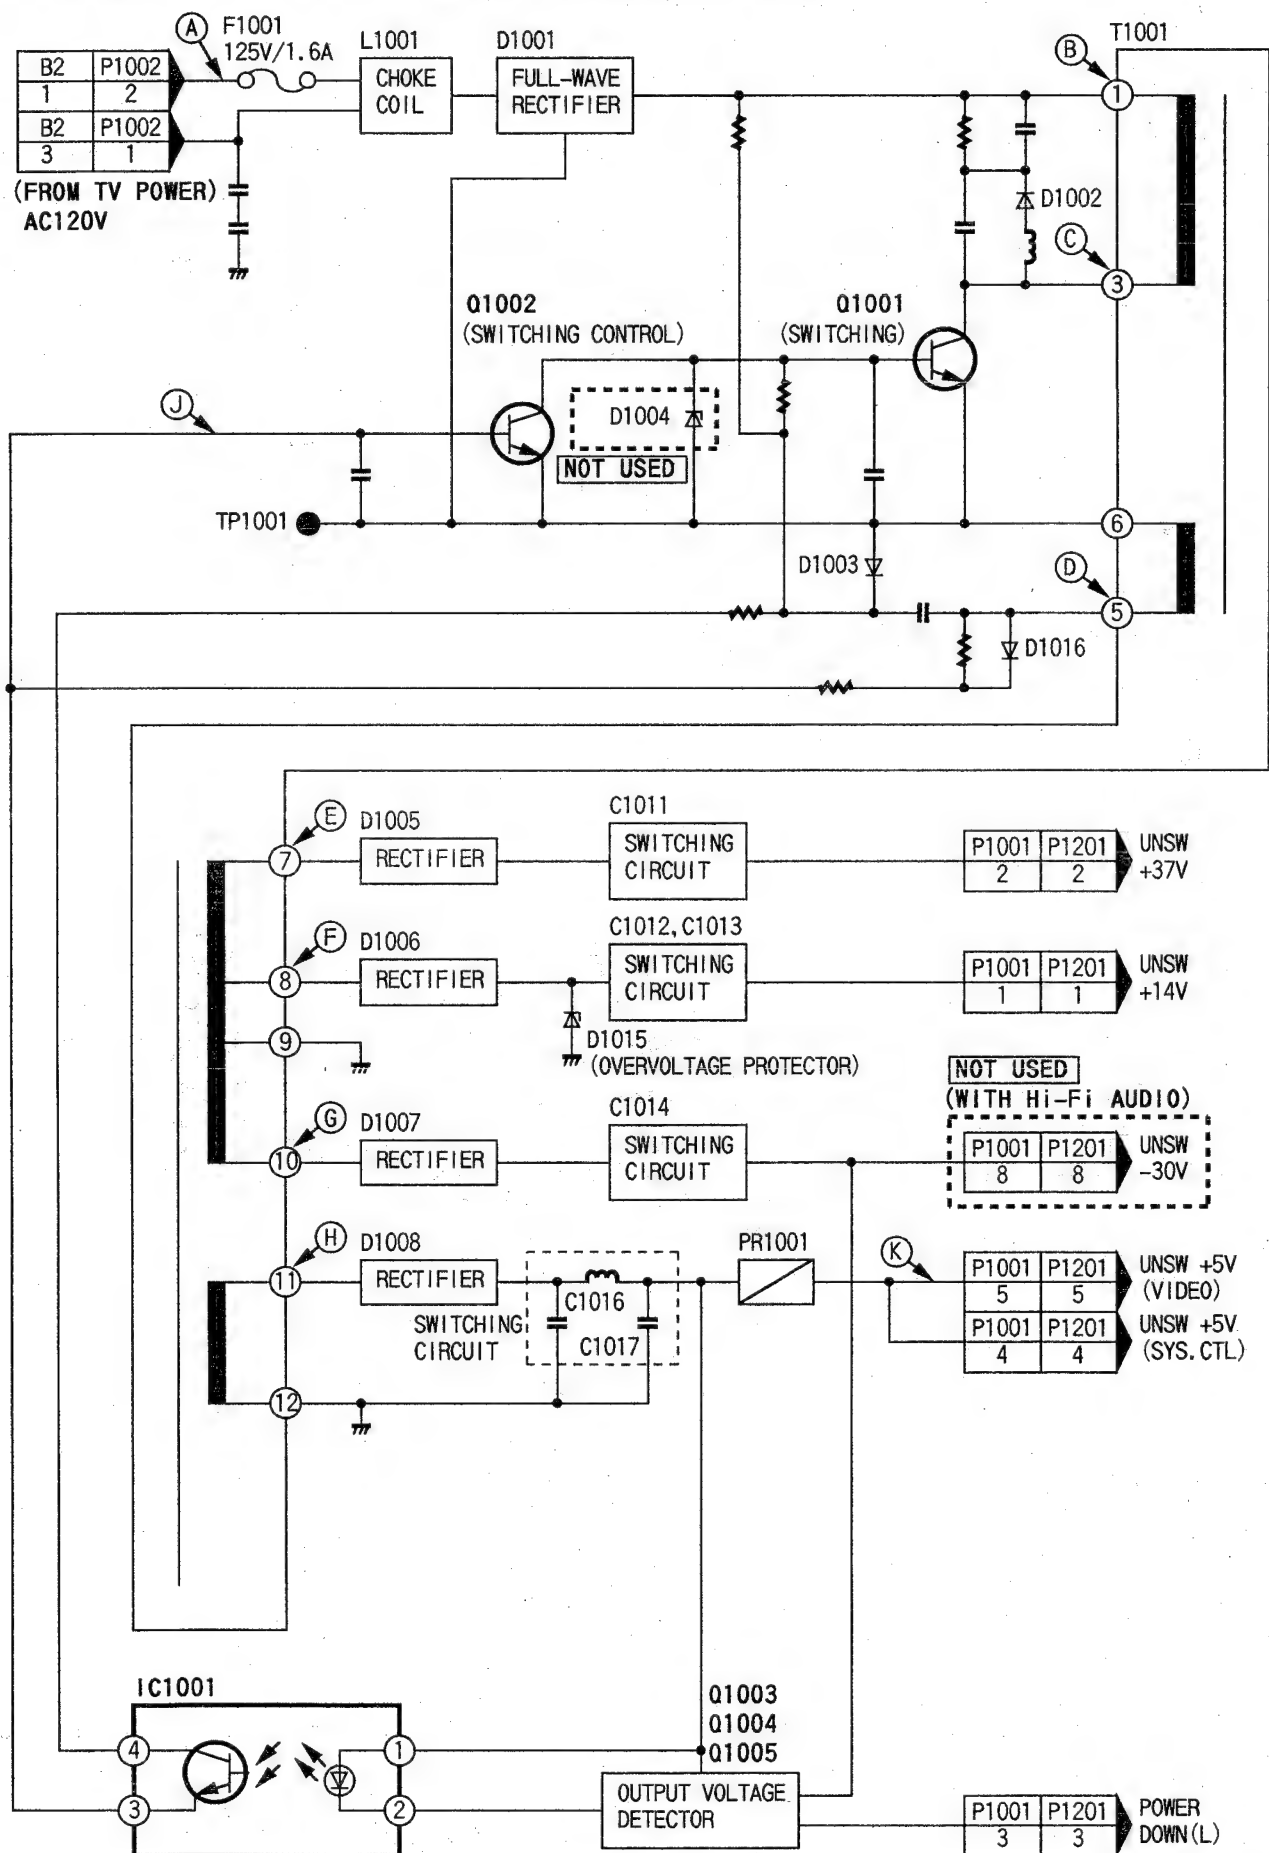 A
F1001
125V/1.6A
L1001
D1001
T1001
B2 P1002
1 2
B2 P1002
3 1
(FROM TV POWER)
AC120V
CHOKE
COIL
FULL-WAVE
RECTIFIER
B
1
D1002
C
3
Q1002
(SWITCHING CONTROL)
Q1001
(SWITCHING)
J
D1004
NOT USED
TP1001
6
D1003
D
5
D1016
E
D1005
7
RECTIFIER
C1011
SWITCHING
CIRCUIT
P1001 P1201
2 2
UNSW
+37V
F
D1006
8
RECTIFIER
C1012, C1013
SWITCHING
CIRCUIT
P1001 P1201
1 1
UNSW
+14V
9
D1015
(OVERVOLTAGE PROTECTOR)
NOT USED
(WITH Hi-Fi AUDIO)
G
D1007
10
RECTIFIER
C1014
SWITCHING
CIRCUIT
P1001 P1201
8 8
UNSW
-30V
H
D1008
11
RECTIFIER
C1016
C1017
SWITCHING
CIRCUIT
PR1001
K
P1001 P1201
5 5
UNSW +5V
(VIDEO)
P1001 P1201
4 4
UNSW +5V
(SYS.CTL)
12
IC1001
4
3
1
2
Q1003
Q1004
Q1005
OUTPUT VOLTAGE
DETECTOR
P1001 P1201
3 3
POWER
DOWN(L)